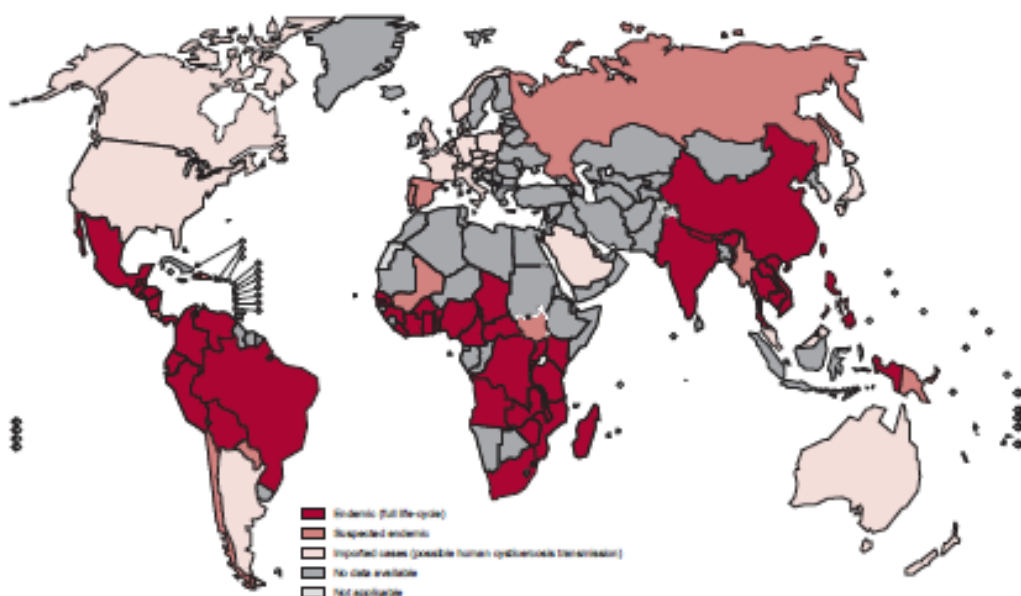 Endemic (full life-cycle)
Suspected endemic
Imported cases (possible human cysticercosis transmission)
No data available
Not applicable